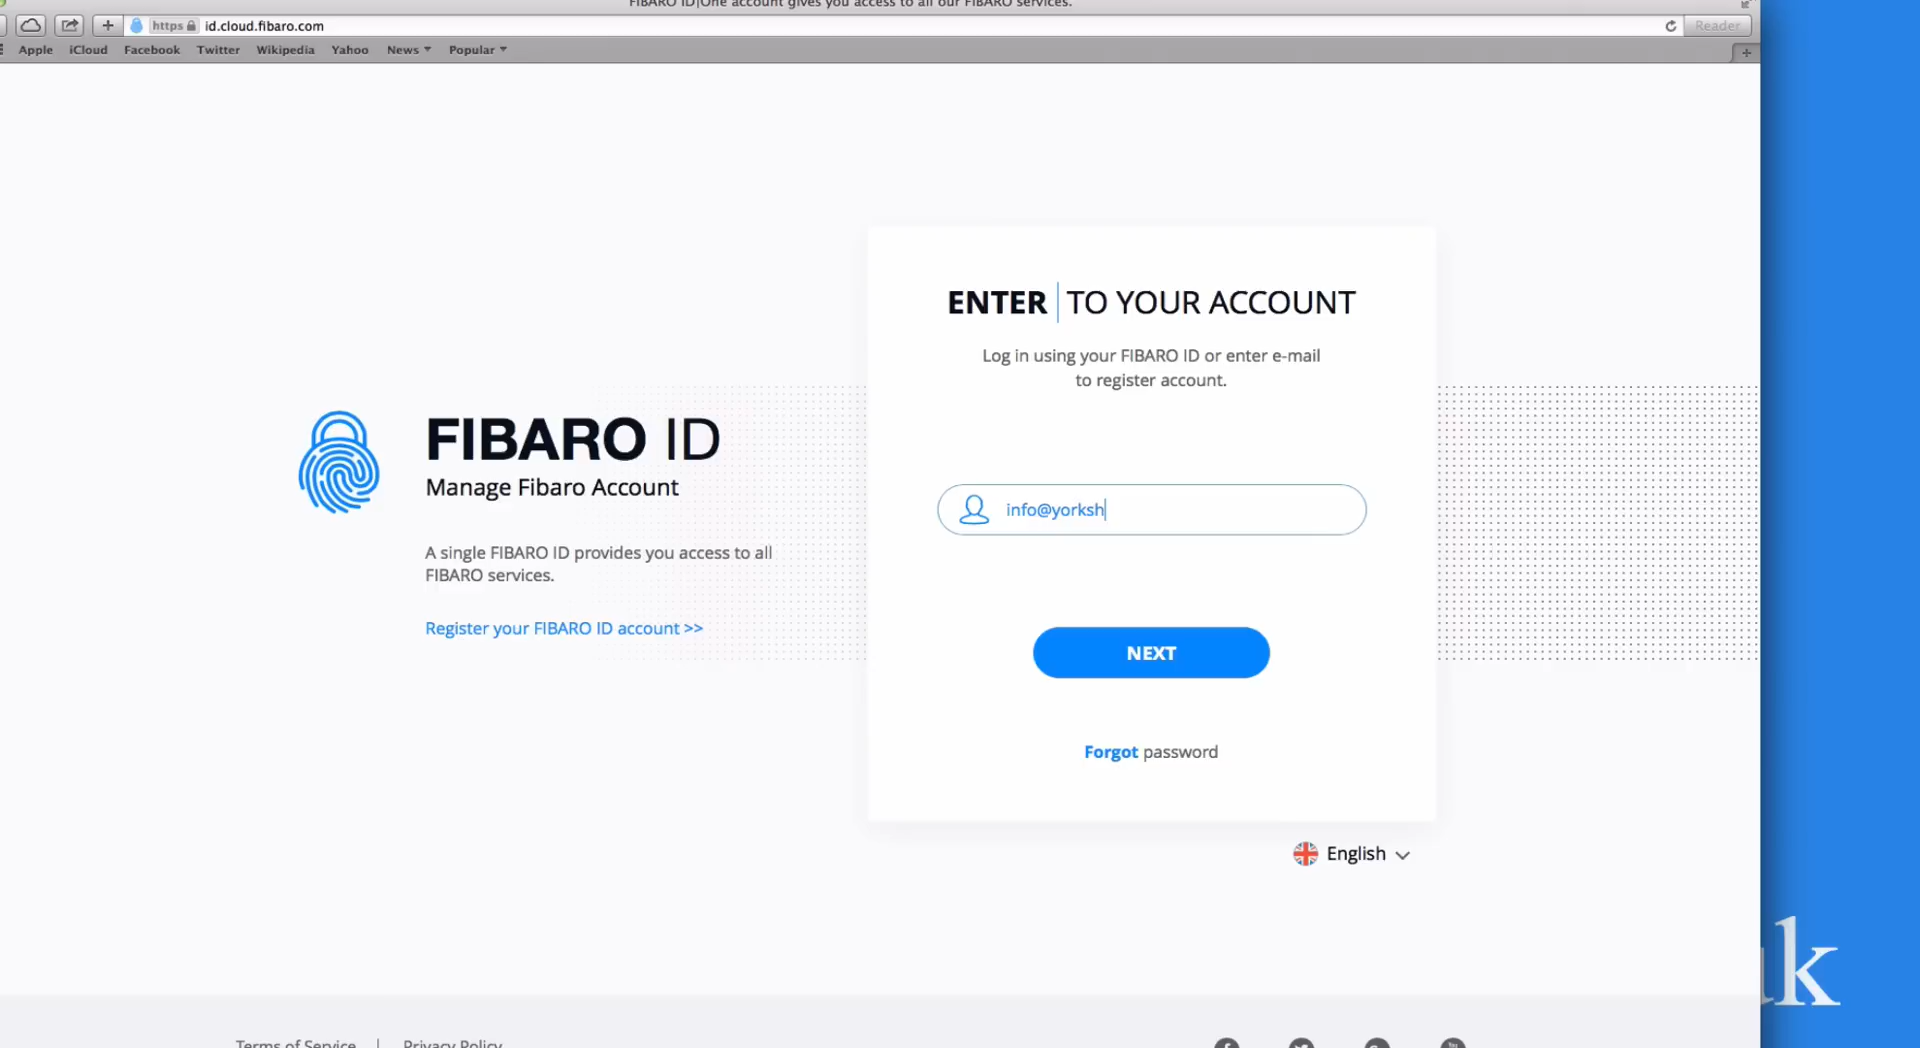 FIBARO ID|One account gives you access to all our FIBARO services.
https id.cloud.fibaro.com
Reader
Apple iCloud Facebook Twitter Wikipedia Yahoo News Popular
ENTER TO YOUR ACCOUNT
Log in using your FIBARO ID or enter e-mail
to register account.
FIBARO ID
Manage Fibaro Account
A single FIBARO ID provides you access to all
FIBARO services.
Register your FIBARO ID account >>
info@yorksh
NEXT
Forgot password
English
uk
Terms of Service | Privacy Policy